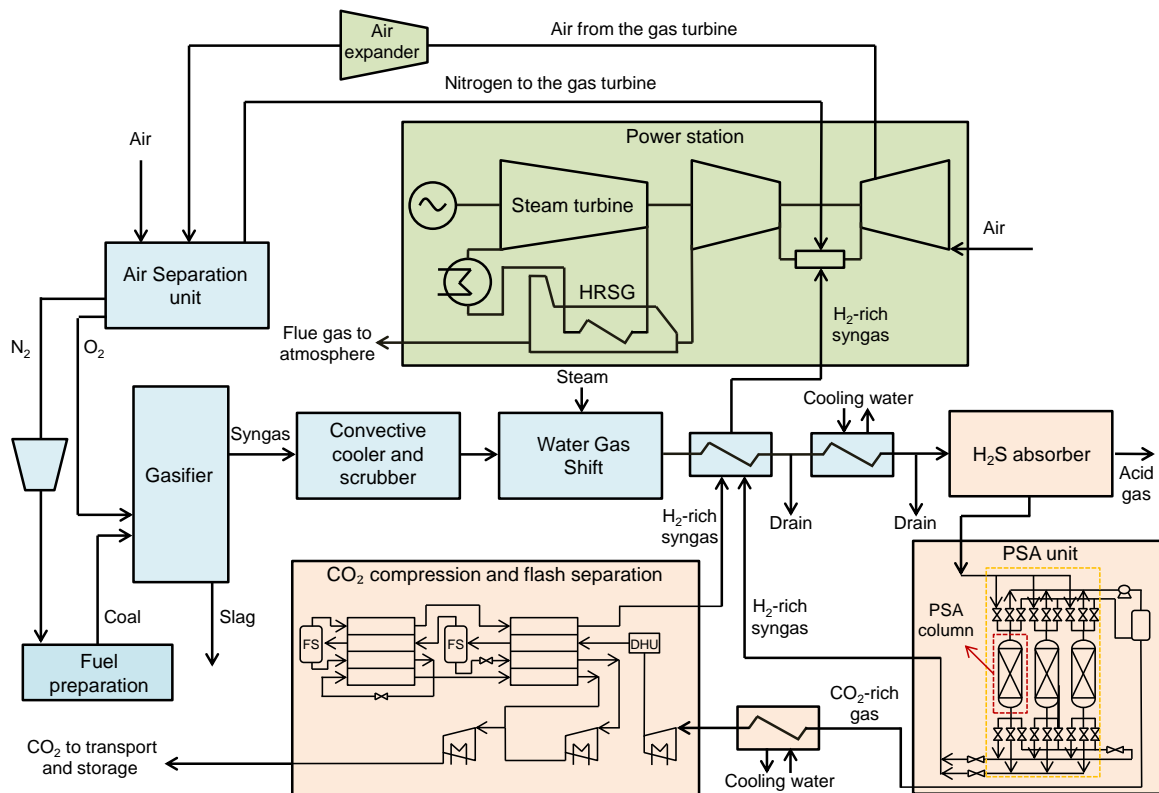 Air
expander
Air from the gas turbine
Nitrogen to the gas turbine
Air
Power station
Steam turbine
Air
Air Separation
unit
HRSG
H₂-rich
syngas
Flue gas to
atmosphere
N₂
O₂
Steam
Cooling water
Syngas
Gasifier
Convective
cooler and
scrubber
Water Gas
Shift
H₂S absorber
Acid
gas
Drain
Drain
H₂-rich
syngas
PSA unit
CO₂ compression and flash separation
Coal
Slag
H₂-rich
syngas
PSA
column
FS
FS
DHU
Fuel
preparation
CO₂-rich
gas
CO₂ to transport
and storage
Cooling water